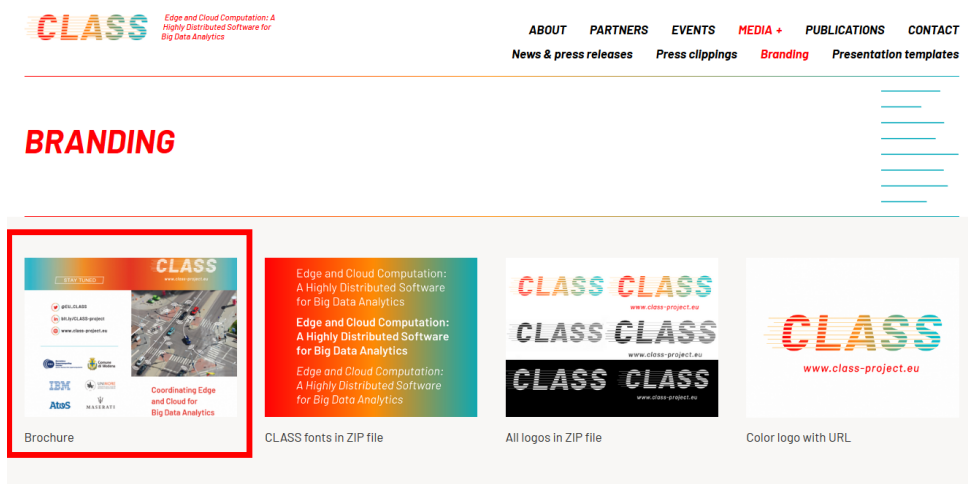 CLASS
Edge and Cloud Computation: A
Highly Distributed Software for
Big Data Analytics
ABOUT PARTNERS EVENTS MEDIA + PUBLICATIONS CONTACT
News & press releases Press clippings Branding Presentation templates
BRANDING
CLASS
www.class-project.eu
STAY TUNED
@EU_CLASS
bit.ly/CLASS-project
www.class-project.eu
IBM
Atos
MASERATI
Coordinating Edge
and Cloud for
Big Data Analytics
Brochure
Edge and Cloud Computation:
A Highly Distributed Software
for Big Data Analytics
Edge and Cloud Computation:
A Highly Distributed Software
for Big Data Analytics
Edge and Cloud Computation:
A Highly Distributed Software
for Big Data Analytics
CLASS fonts in ZIP file
CLASS CLASS
www.class-project.eu
CLASS CLASS
www.class-project.eu
CLASS CLASS
www.class-project.eu
All logos in ZIP file
CLASS
www.class-project.eu
Color logo with URL